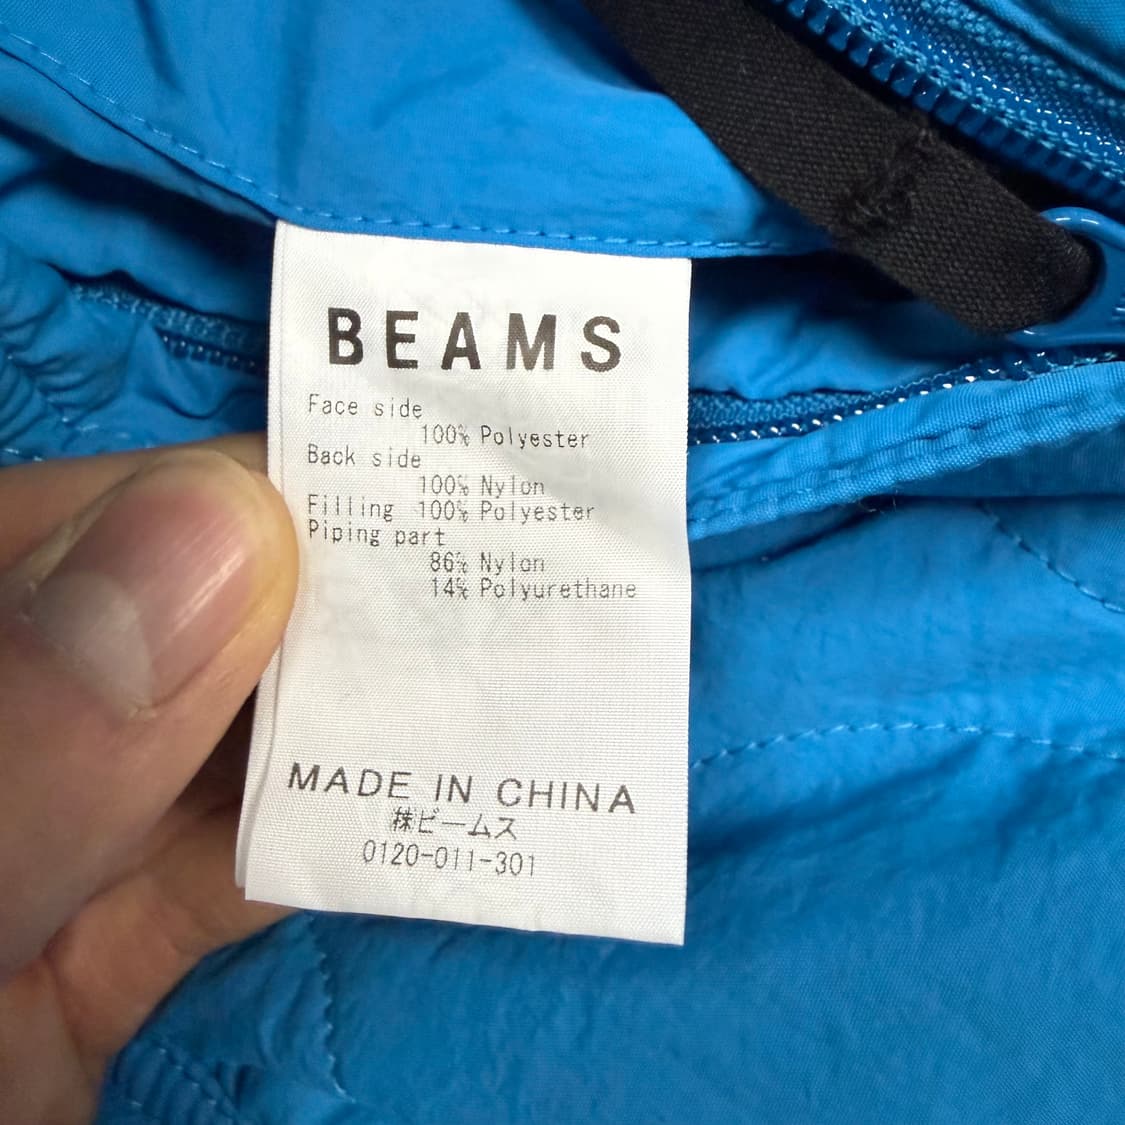 BEAMS
Face side
100% Polyester
Back side
100% Nylon
Filling 100% Polyester
Piping part
86% Nylon
14% Polyurethane
MADE IN CHINA
㈱ビームス
0120-011-301